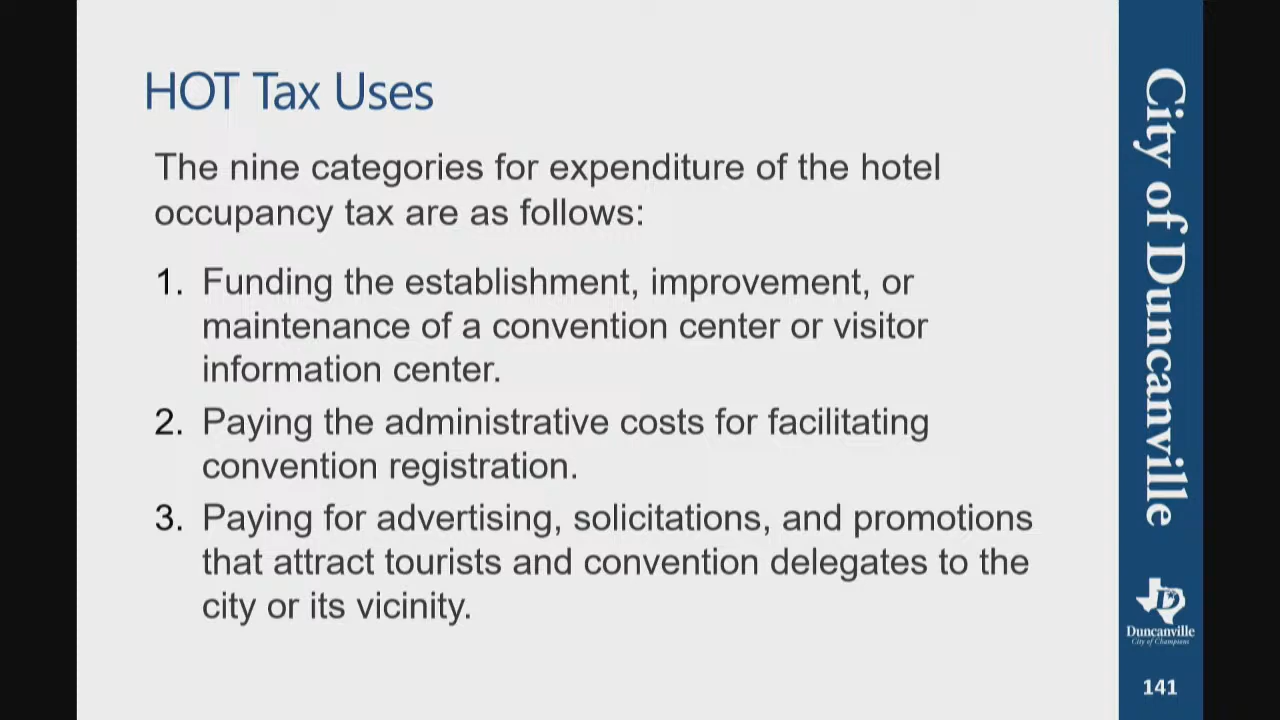 HOT Tax Uses
The nine categories for expenditure of the hotel
occupancy tax are as follows:
1. Funding the establishment, improvement, or
maintenance of a convention center or visitor
information center.
2. Paying the administrative costs for facilitating
convention registration.
3. Paying for advertising, solicitations, and promotions
that attract tourists and convention delegates to the
city or its vicinity.
City of Duncanville
D
Duncanville
City of Champions
141